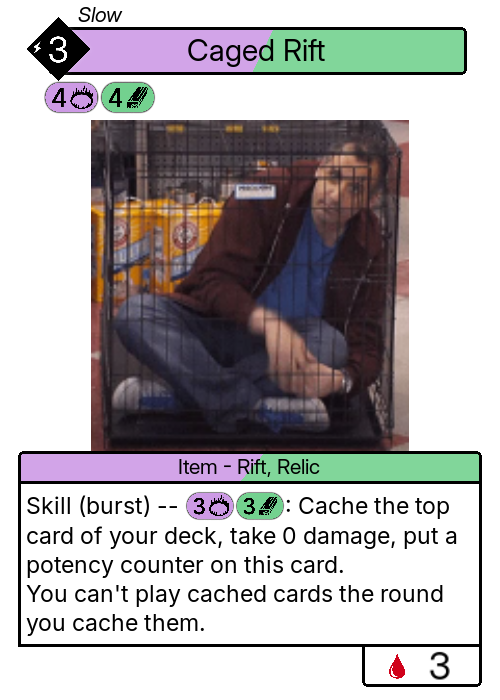 Slow
3 Caged Rift
4 4
Item - Rift, Relic
Skill (burst) -- 3 3: Cache the top
card of your deck, take 0 damage, put a
potency counter on this card.
You can't play cached cards the round
you cache them.
3